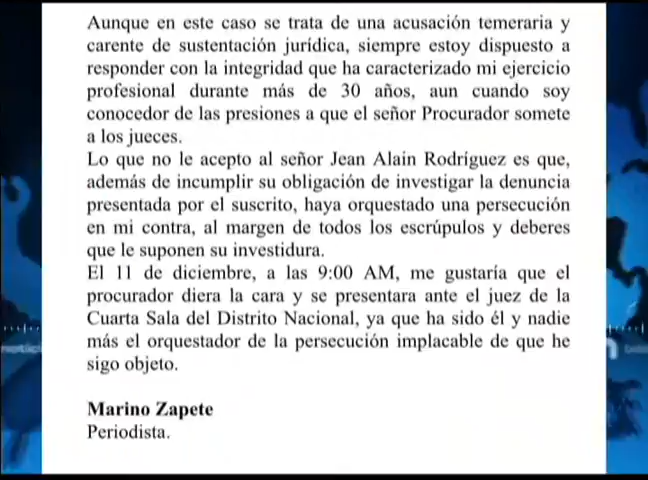 Aunque en este caso se trata de una acusación temeraria y
carente de sustentación jurídica, siempre estoy dispuesto a
responder con la integridad que ha caracterizado mi ejercicio
profesional durante más de 30 años, aun cuando soy
conocedor de las presiones a que el señor Procurador somete
a los jueces.
Lo que no le acepto al señor Jean Alain Rodríguez es que,
además de incumplir su obligación de investigar la denuncia
presentada por el suscrito, haya orquestado una persecución
en mi contra, al margen de todos los escrúpulos y deberes
que le suponen su investidura.
El 11 de diciembre, a las 9:00 AM, me gustaría que el
procurador diera la cara y se presentara ante el juez de la
Cuarta Sala del Distrito Nacional, ya que ha sido él y nadie
más el orquestador de la persecución implacable de que he
sigo objeto.
Marino Zapete
Periodista.